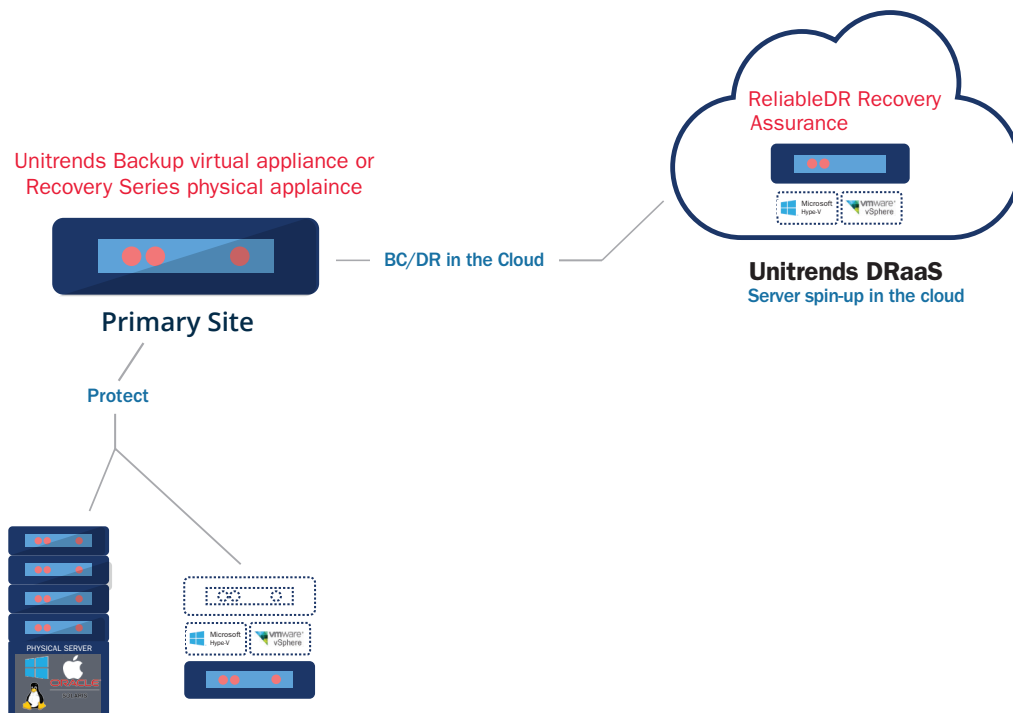 ReliableDR Recovery
Assurance
Microsoft
Hype-V
vmware
vSphere
Unitrends DRaaS
Server spin-up in the cloud
Unitrends Backup virtual appliance or
Recovery Series physical applaince
BC/DR in the Cloud
Primary Site
Protect
PHYSICAL SERVER
ORACLE
SOLARIS
Microsoft
Hype-V
vmware
vSphere